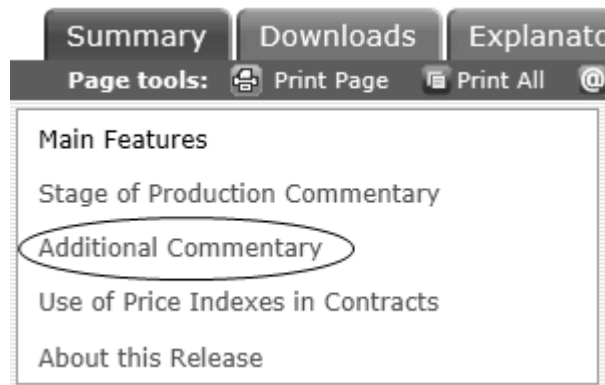 Summary Downloads Explanato
Page tools: Print Page Print All @
Main Features
Stage of Production Commentary
Additional Commentary
Use of Price Indexes in Contracts
About this Release